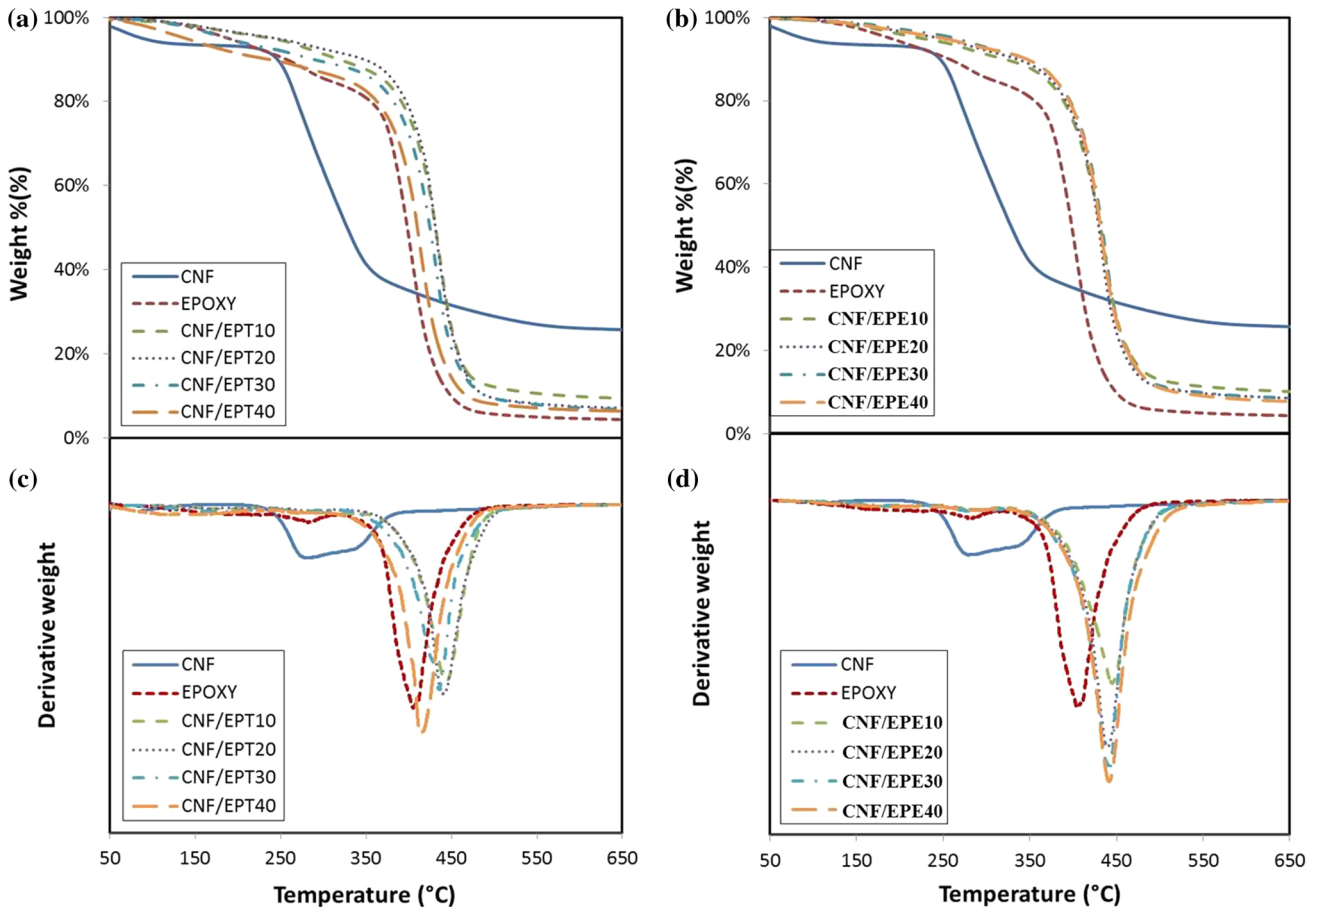 (a)
100%
80%
60%
40%
20%
0%
Weight %(%)
CNF
EPOXY
CNF/EPT10
CNF/EPT20
CNF/EPT30
CNF/EPT40
(b)
100%
80%
60%
40%
20%
0%
Weight %(%)
CNF
EPOXY
CNF/EPE10
CNF/EPE20
CNF/EPE30
CNF/EPE40
(c)
Derivative weight
CNF
EPOXY
CNF/EPT10
CNF/EPT20
CNF/EPT30
CNF/EPT40
50 150 250 350 450 550 650
Temperature (°C)
(d)
Derivative weight
CNF
EPOXY
CNF/EPE10
CNF/EPE20
CNF/EPE30
CNF/EPE40
50 150 250 350 450 550 650
Temperature (°C)